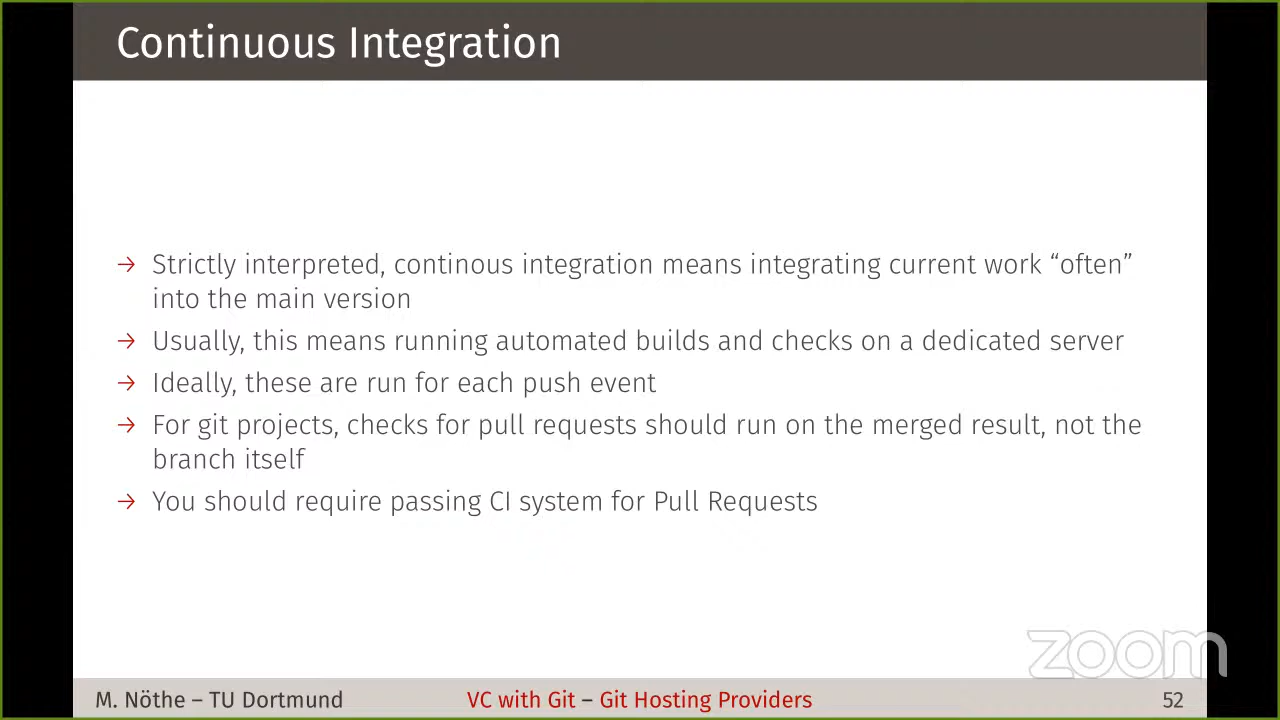 Continuous Integration
→ Strictly interpreted, continous integration means integrating current work “often”
into the main version
→ Usually, this means running automated builds and checks on a dedicated server
→ Ideally, these are run for each push event
→ For git projects, checks for pull requests should run on the merged result, not the
branch itself
→ You should require passing CI system for Pull Requests
zoom
M. Nöthe – TU Dortmund VC with Git – Git Hosting Providers 52